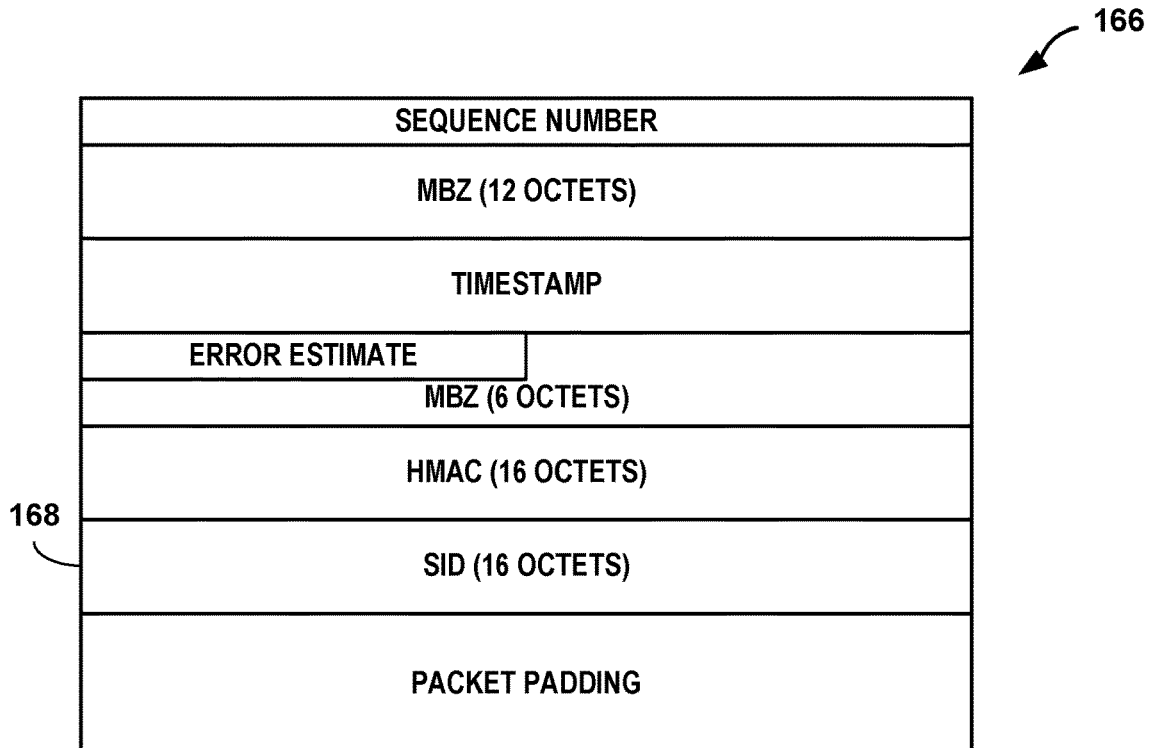 166
SEQUENCE NUMBER
MBZ (12 OCTETS)
TIMESTAMP
ERROR ESTIMATE
MBZ (6 OCTETS)
HMAC (16 OCTETS)
168
SID (16 OCTETS)
PACKET PADDING